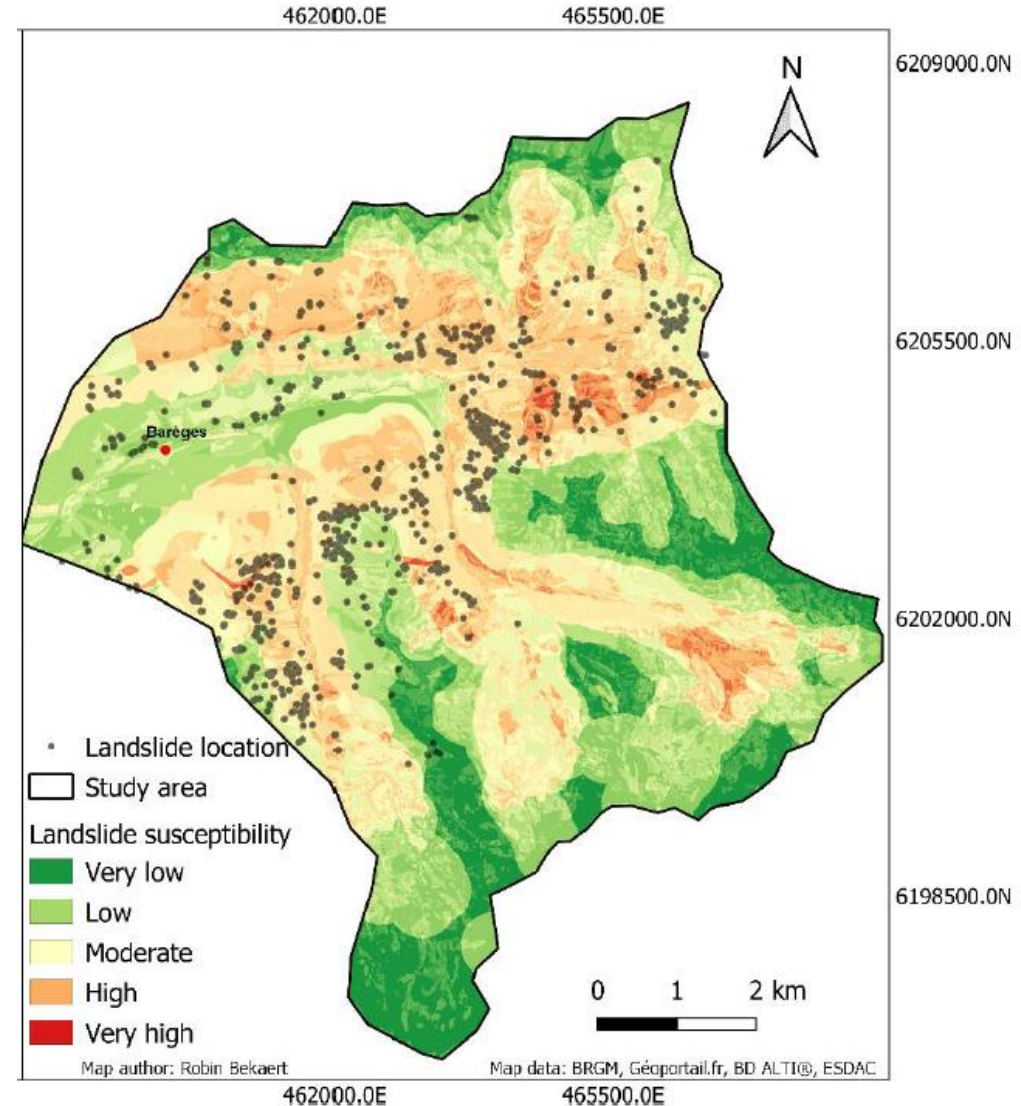 462000.0E 465500.0E
6209000.0N
N
6205500.0N
Barèges
6202000.0N
Landslide location
Study area
Landslide susceptibility
Very low
Low
6198500.0N
Moderate
High
0 1 2 km
Very high
Map author: Robin Bekaert Map data: BRGM, Géoportail.fr, BD ALTI®, ESDAC
462000.0E 465500.0E